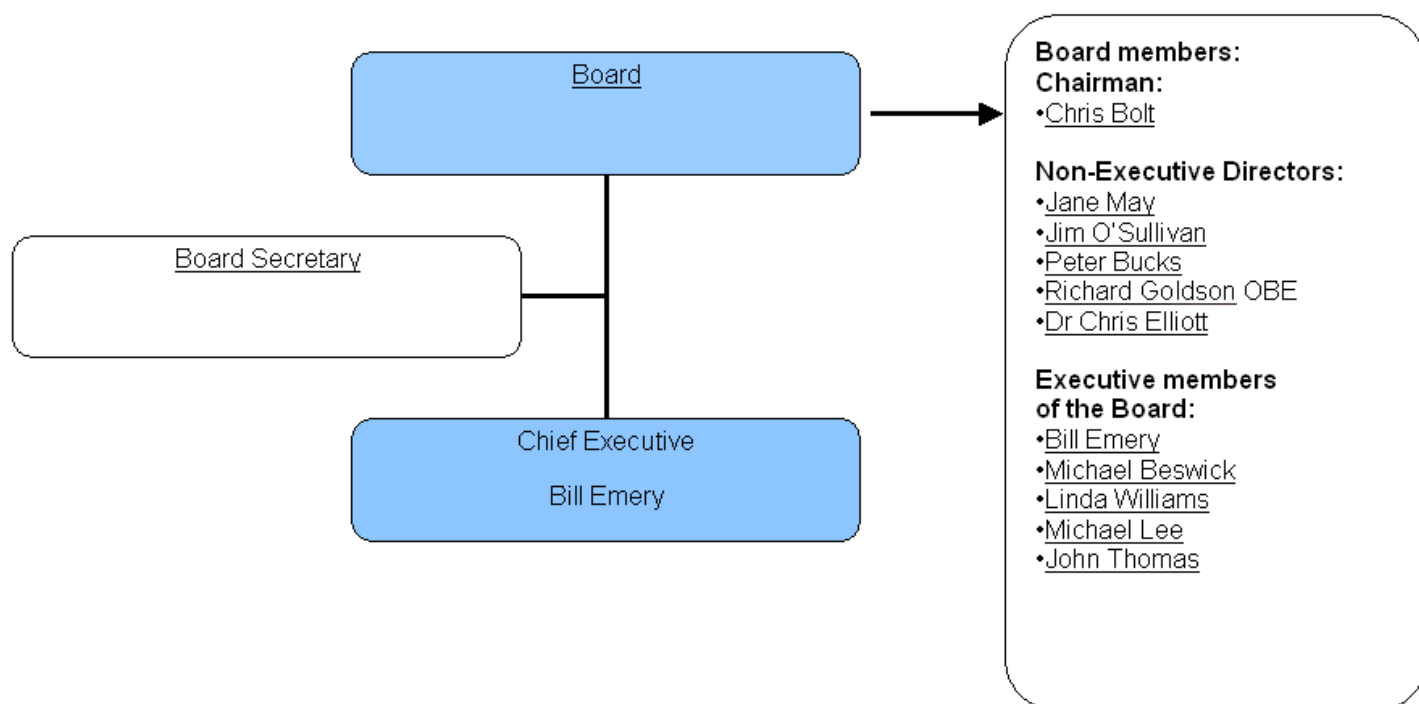 Board
Board Secretary
Chief Executive
Bill Emery
Board members:
Chairman:
•Chris Bolt
Non-Executive Directors:
•Jane May
•Jim O'Sullivan
•Peter Bucks
•Richard Goldson OBE
•Dr Chris Elliott
Executive members
of the Board:
•Bill Emery
•Michael Beswick
•Linda Williams
•Michael Lee
•John Thomas